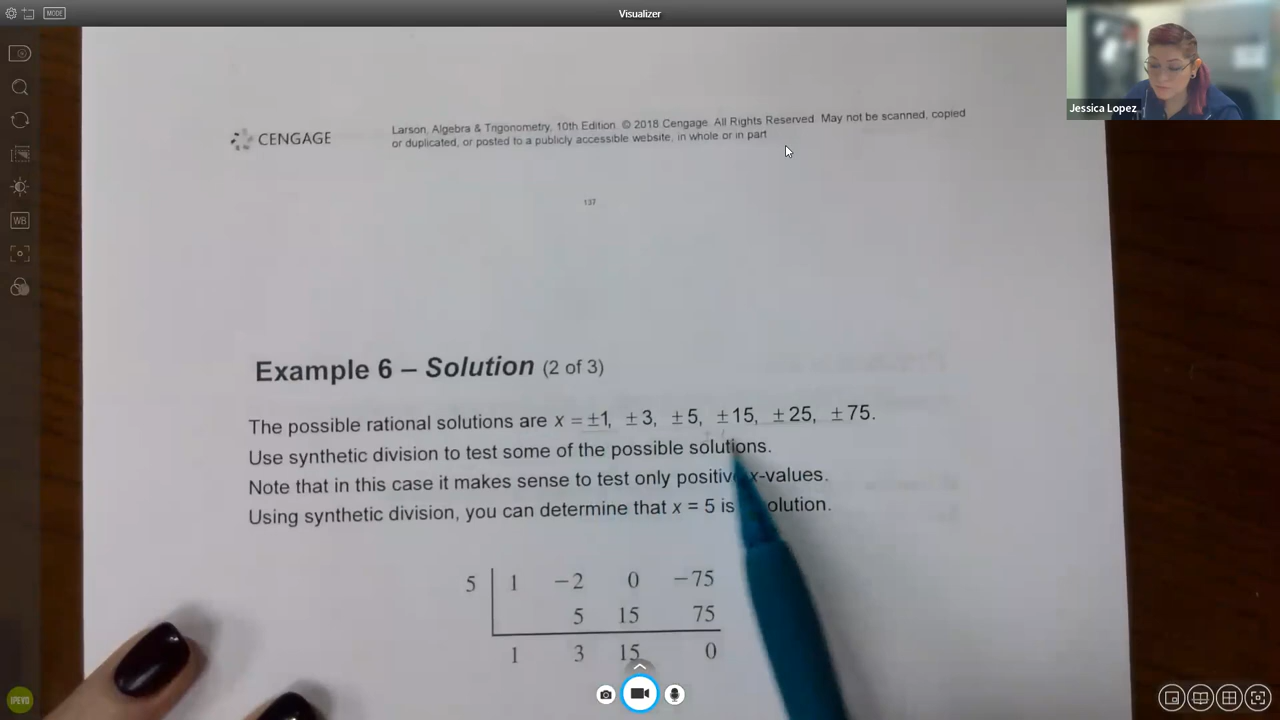 MODE
Visualizer
Jessica Lopez
WB
CENGAGE
Larson, Algebra & Trigonometry, 10th Edition. © 2018 Cengage. All Rights Reserved. May not be scanned, copied
or duplicated, or posted to a publicly accessible website, in whole or in part
137
Example 6 – Solution (2 of 3)
The possible rational solutions are x = ±1, ±3, ±5, ±15, ±25, ±75.
Use synthetic division to test some of the possible solutions.
Note that in this case it makes sense to test only positive x-values.
Using synthetic division, you can determine that x = 5 is solution.
5 1 −2 0 −75
5 15 75
1 3 15 0
IPEVO